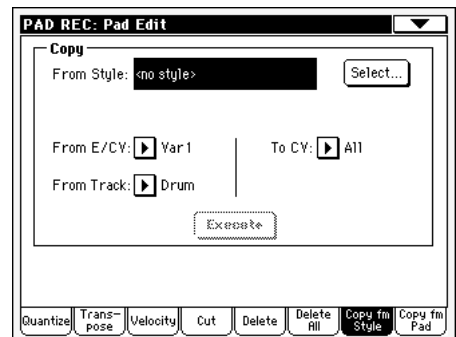 PAD REC: Pad Edit
Copy
From Style: <no style> Select...
From E/CV: Var1 To CV: All
From Track: Drum
Execute
Quantize Trans-pose Velocity Cut Delete Delete All Copy fm Style Copy fm Pad